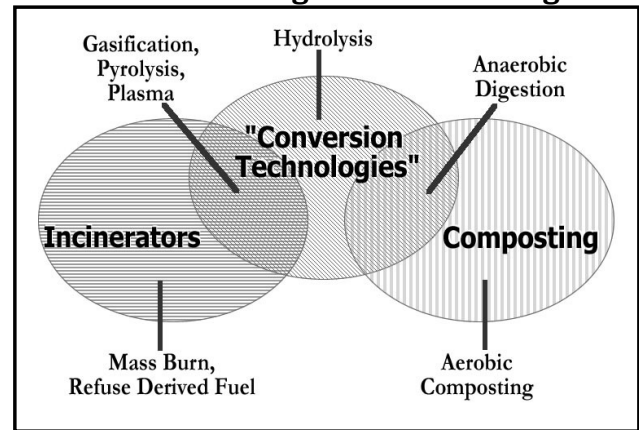 Gasification,
Pyrolysis,
Plasma
Hydrolysis
Anaerobic
Digestion
"Conversion
Technologies"
Incinerators
Composting
Mass Burn,
Refuse Derived Fuel
Aerobic
Composting